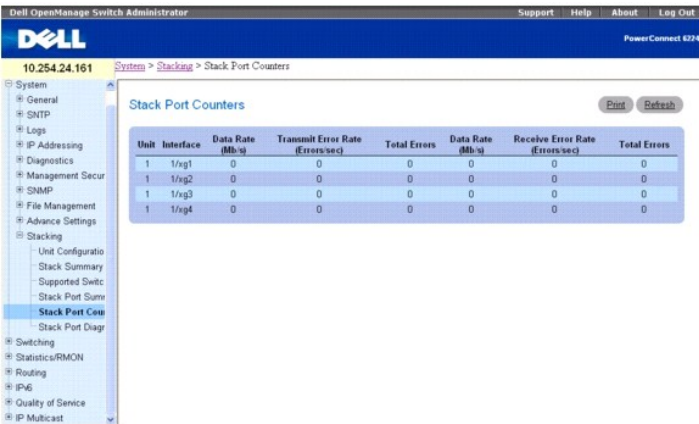 Dell OpenManage Switch Administrator
Support Help About Log Out
DELL
PowerConnect 6224
10.254.24.161
System > Stacking > Stack Port Counters
System
General
SNTP
Logs
IP Addressing
Diagnostics
Management Secur
SNMP
File Management
Advance Settings
Stacking
Unit Configuratio
Stack Summary
Supported Switc
Stack Port Summ
Stack Port Coun
Stack Port Diagr
Switching
Statistics/RMON
Routing
IPv6
Quality of Service
IP Multicast
Stack Port Counters
Print Refresh
Unit Interface Data Rate (Mb/s) Transmit Error Rate (Errors/sec) Total Errors Data Rate (Mb/s) Receive Error Rate (Errors/sec) Total Errors
1 1/xg1 0 0 0 0 0 0
1 1/xg2 0 0 0 0 0 0
1 1/xg3 0 0 0 0 0 0
1 1/xg4 0 0 0 0 0 0